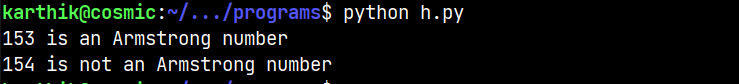 karthik@cosmic:~/.../programs$ python h.py
153 is an Armstrong number
154 is not an Armstrong number